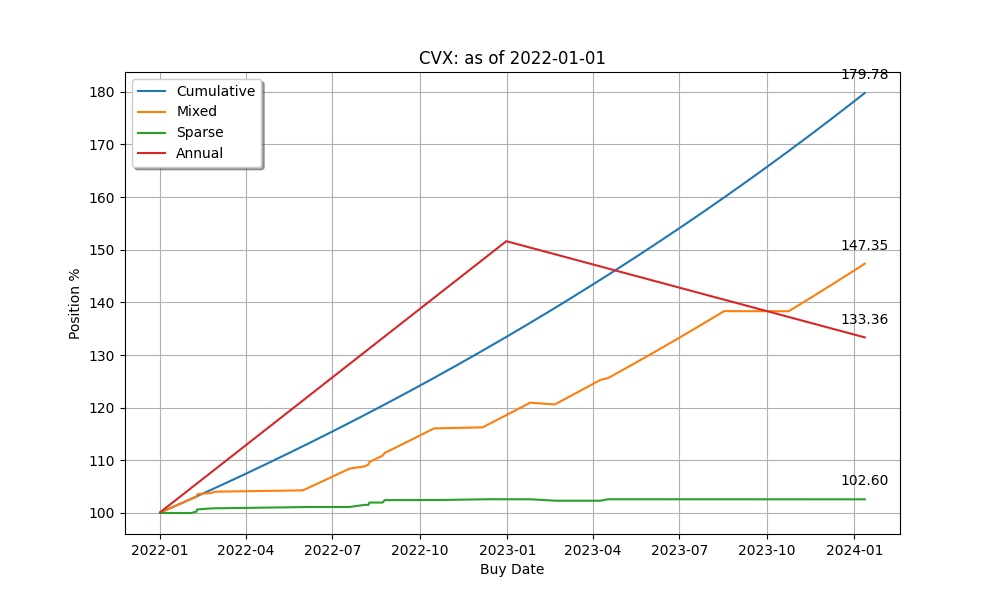 CVX: as of 2022-01-01
179.78
180
Cumulative
Mixed
Sparse
Annual
170
160
150
147.35
140
133.36
130
120
110
102.60
100
Position %
2022-01 2022-04 2022-07 2022-10 2023-01 2023-04 2023-07 2023-10 2024-01
Buy Date